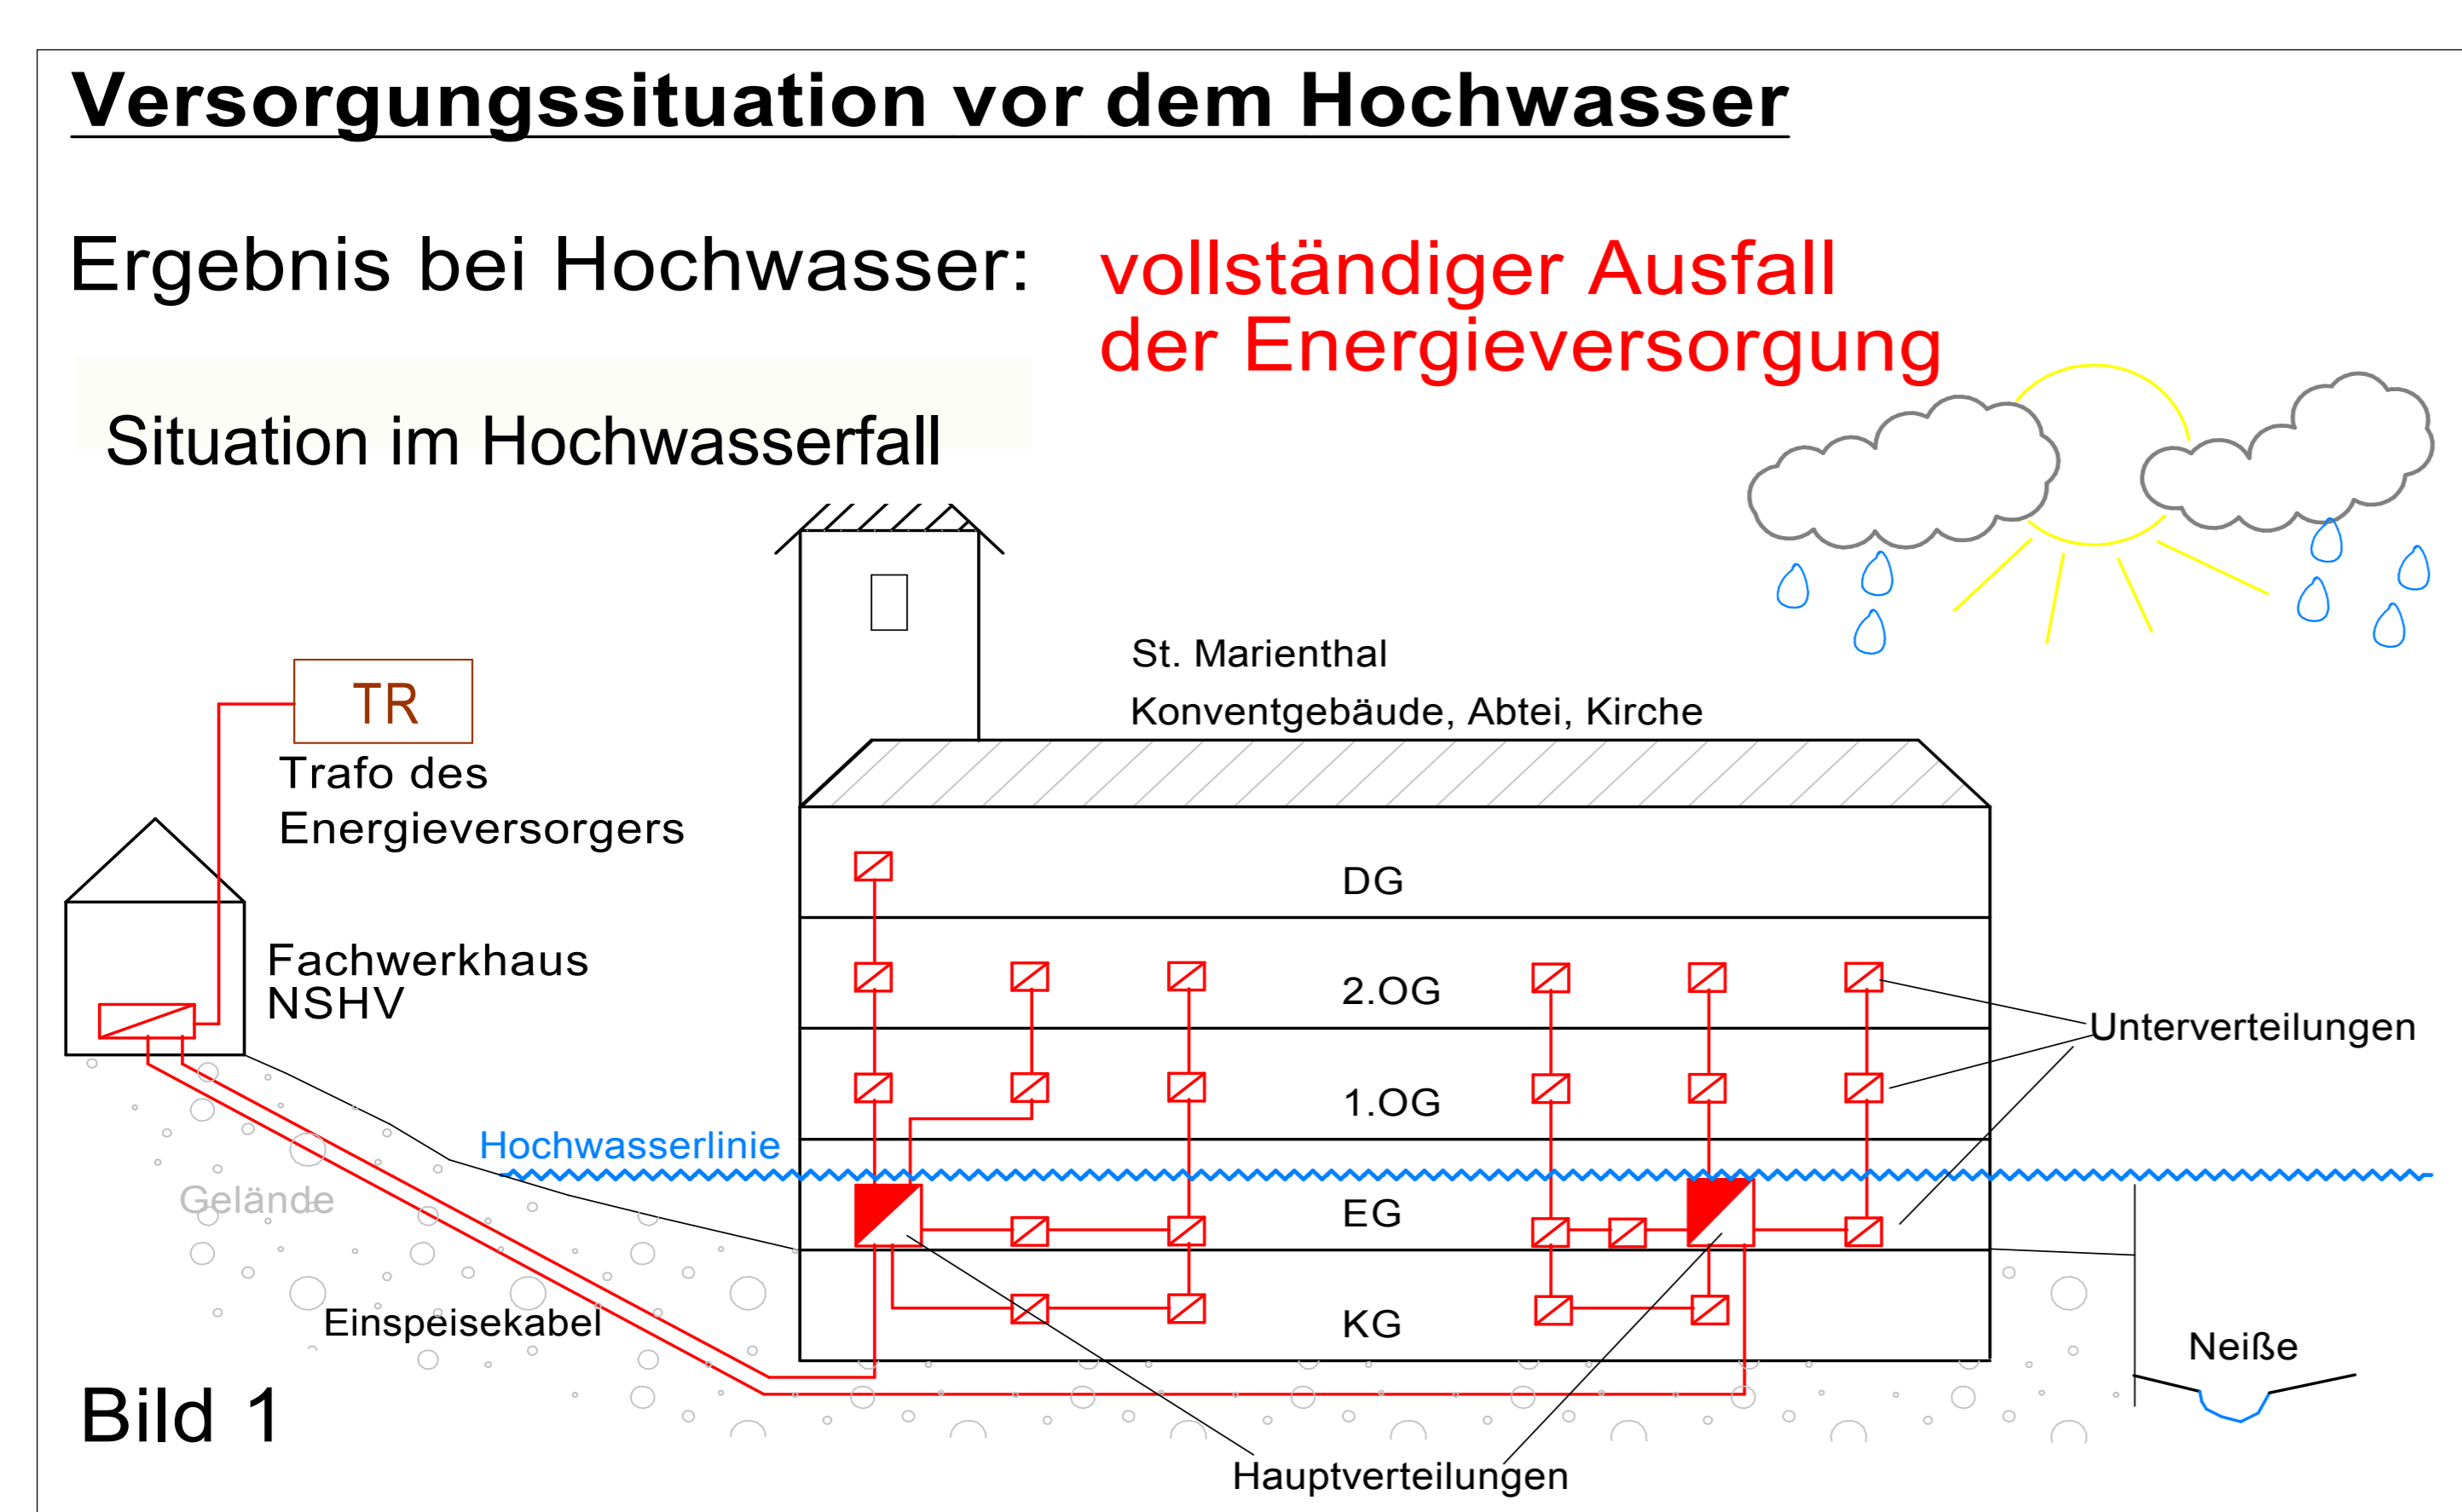 Versorgungssituation vor dem Hochwasser
Ergebnis bei Hochwasser:
vollständiger Ausfall
der Energieversorgung
Situation im Hochwasserfall
St. Marienthal
Konventgebäude, Abtei, Kirche
TR
Trafo des
Energieversorgers
Fachwerkhaus
NSHV
DG
2.OG
1.OG
EG
KG
Unterverteilungen
Hochwasserlinie
Gelände
Einspeisekabel
Neiße
Bild 1
Hauptverteilungen